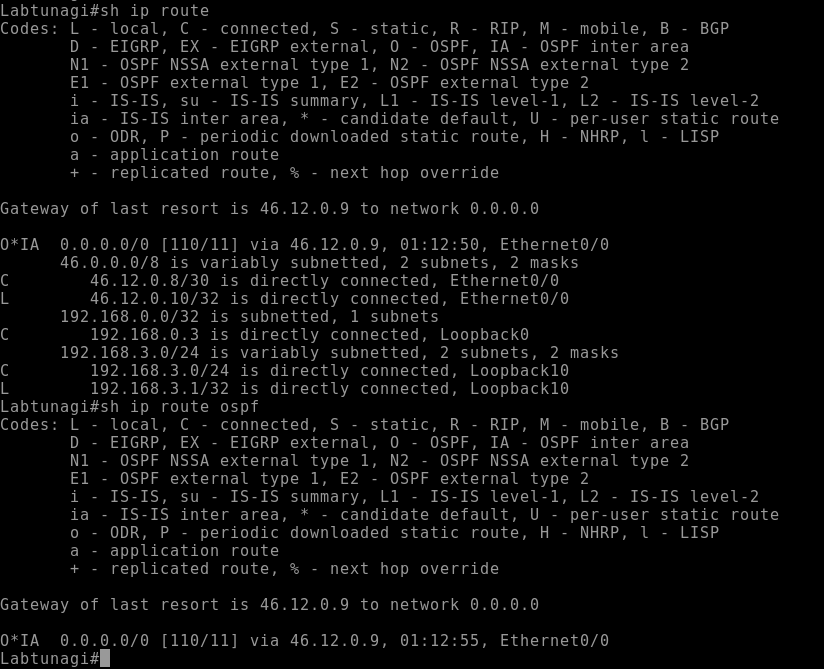 Labtunagi#sh ip route
Codes: L - local, C - connected, S - static, R - RIP, M - mobile, B - BGP
       D - EIGRP, EX - EIGRP external, O - OSPF, IA - OSPF inter area
       N1 - OSPF NSSA external type 1, N2 - OSPF NSSA external type 2
       E1 - OSPF external type 1, E2 - OSPF external type 2
       i - IS-IS, su - IS-IS summary, L1 - IS-IS level-1, L2 - IS-IS level-2
       ia - IS-IS inter area, * - candidate default, U - per-user static route
       o - ODR, P - periodic downloaded static route, H - NHRP, l - LISP
       a - application route
       + - replicated route, % - next hop override

Gateway of last resort is 46.12.0.9 to network 0.0.0.0

O*IA  0.0.0.0/0 [110/11] via 46.12.0.9, 01:12:50, Ethernet0/0
      46.0.0.0/8 is variably subnetted, 2 subnets, 2 masks
C        46.12.0.8/30 is directly connected, Ethernet0/0
L        46.12.0.10/32 is directly connected, Ethernet0/0
      192.168.0.0/32 is subnetted, 1 subnets
C        192.168.0.3 is directly connected, Loopback0
      192.168.3.0/24 is variably subnetted, 2 subnets, 2 masks
C        192.168.3.0/24 is directly connected, Loopback10
L        192.168.3.1/32 is directly connected, Loopback10
Labtunagi#sh ip route ospf
Codes: L - local, C - connected, S - static, R - RIP, M - mobile, B - BGP
       D - EIGRP, EX - EIGRP external, O - OSPF, IA - OSPF inter area
       N1 - OSPF NSSA external type 1, N2 - OSPF NSSA external type 2
       E1 - OSPF external type 1, E2 - OSPF external type 2
       i - IS-IS, su - IS-IS summary, L1 - IS-IS level-1, L2 - IS-IS level-2
       ia - IS-IS inter area, * - candidate default, U - per-user static route
       o - ODR, P - periodic downloaded static route, H - NHRP, l - LISP
       a - application route
       + - replicated route, % - next hop override

Gateway of last resort is 46.12.0.9 to network 0.0.0.0

O*IA  0.0.0.0/0 [110/11] via 46.12.0.9, 01:12:55, Ethernet0/0
Labtunagi#